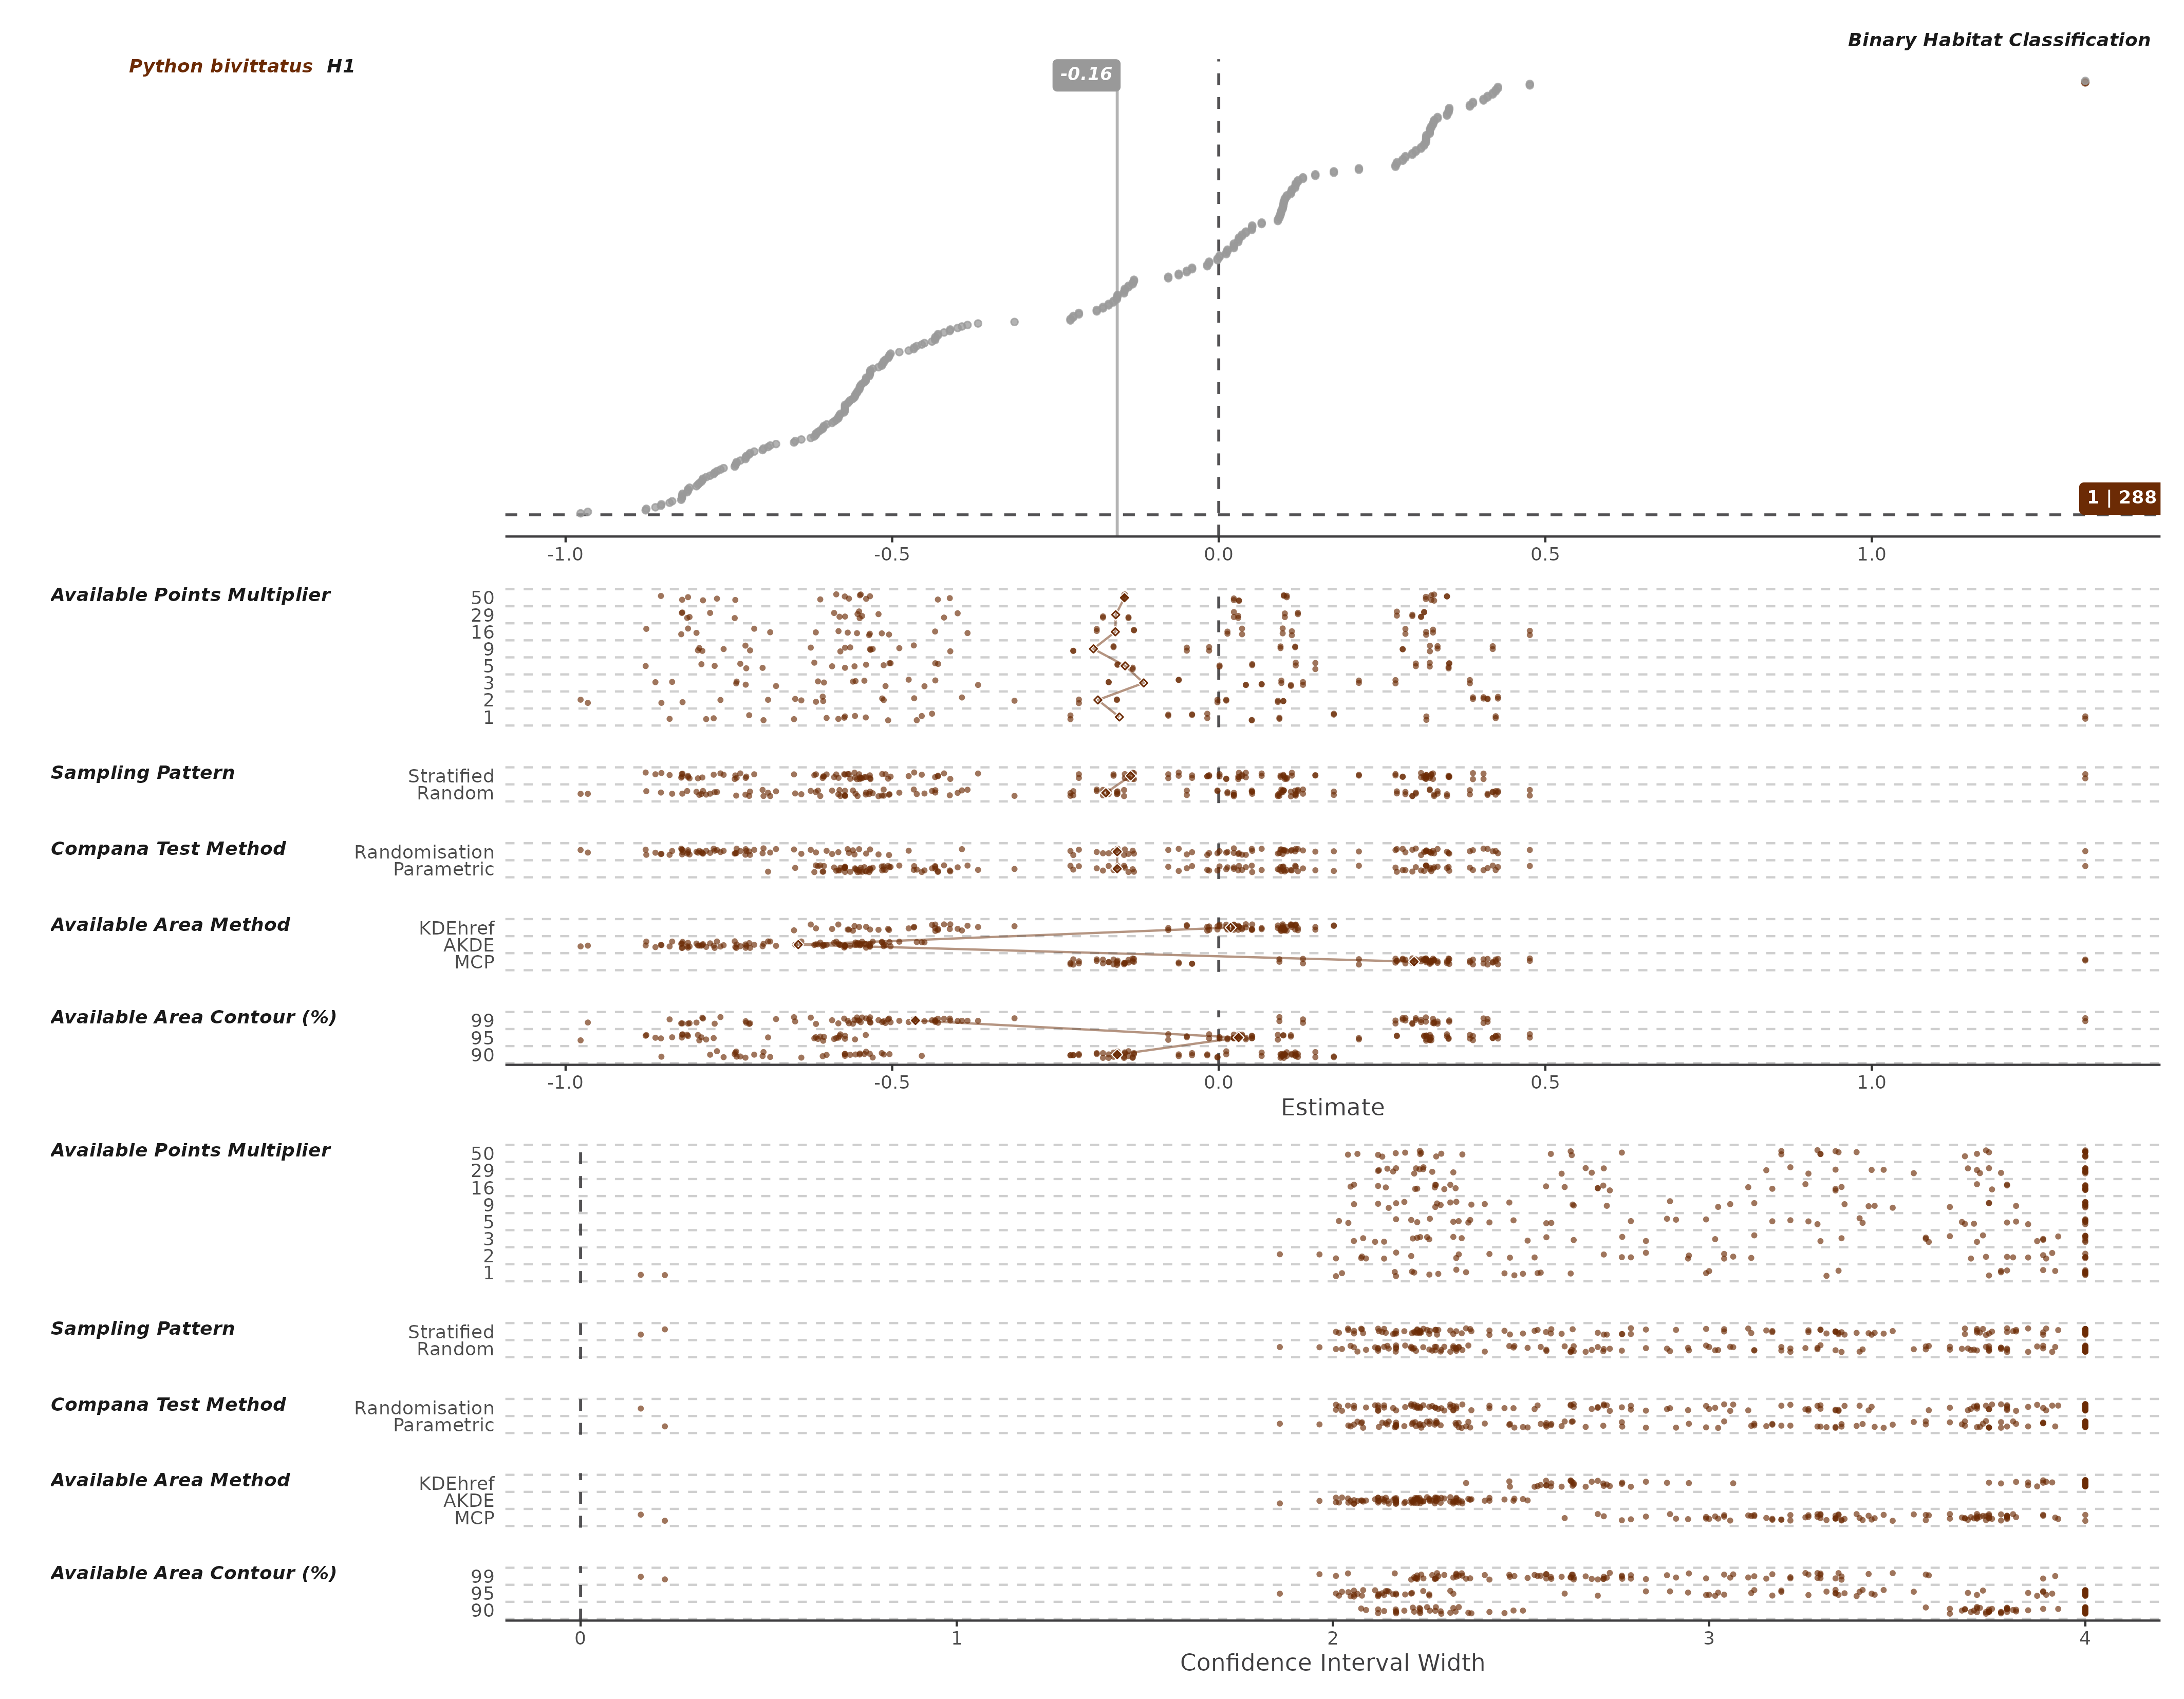 Binary Habitat Classification
Python bivittatus H1
-0.16
1 | 288
-1.0 -0.5 0.0 0.5 1.0
Available Points Multiplier
50
29
16
9
5
3
2
1
Sampling Pattern
Stratified
Random
Compana Test Method
Randomisation
Parametric
Available Area Method
KDEhref
AKDE
MCP
Available Area Contour (%)
99
95
90
-1.0 -0.5 0.0 0.5 1.0
Estimate
Available Points Multiplier
50
29
16
9
5
3
2
1
Sampling Pattern
Stratified
Random
Compana Test Method
Randomisation
Parametric
Available Area Method
KDEhref
AKDE
MCP
Available Area Contour (%)
99
95
90
0 1 2 3 4
Confidence Interval Width